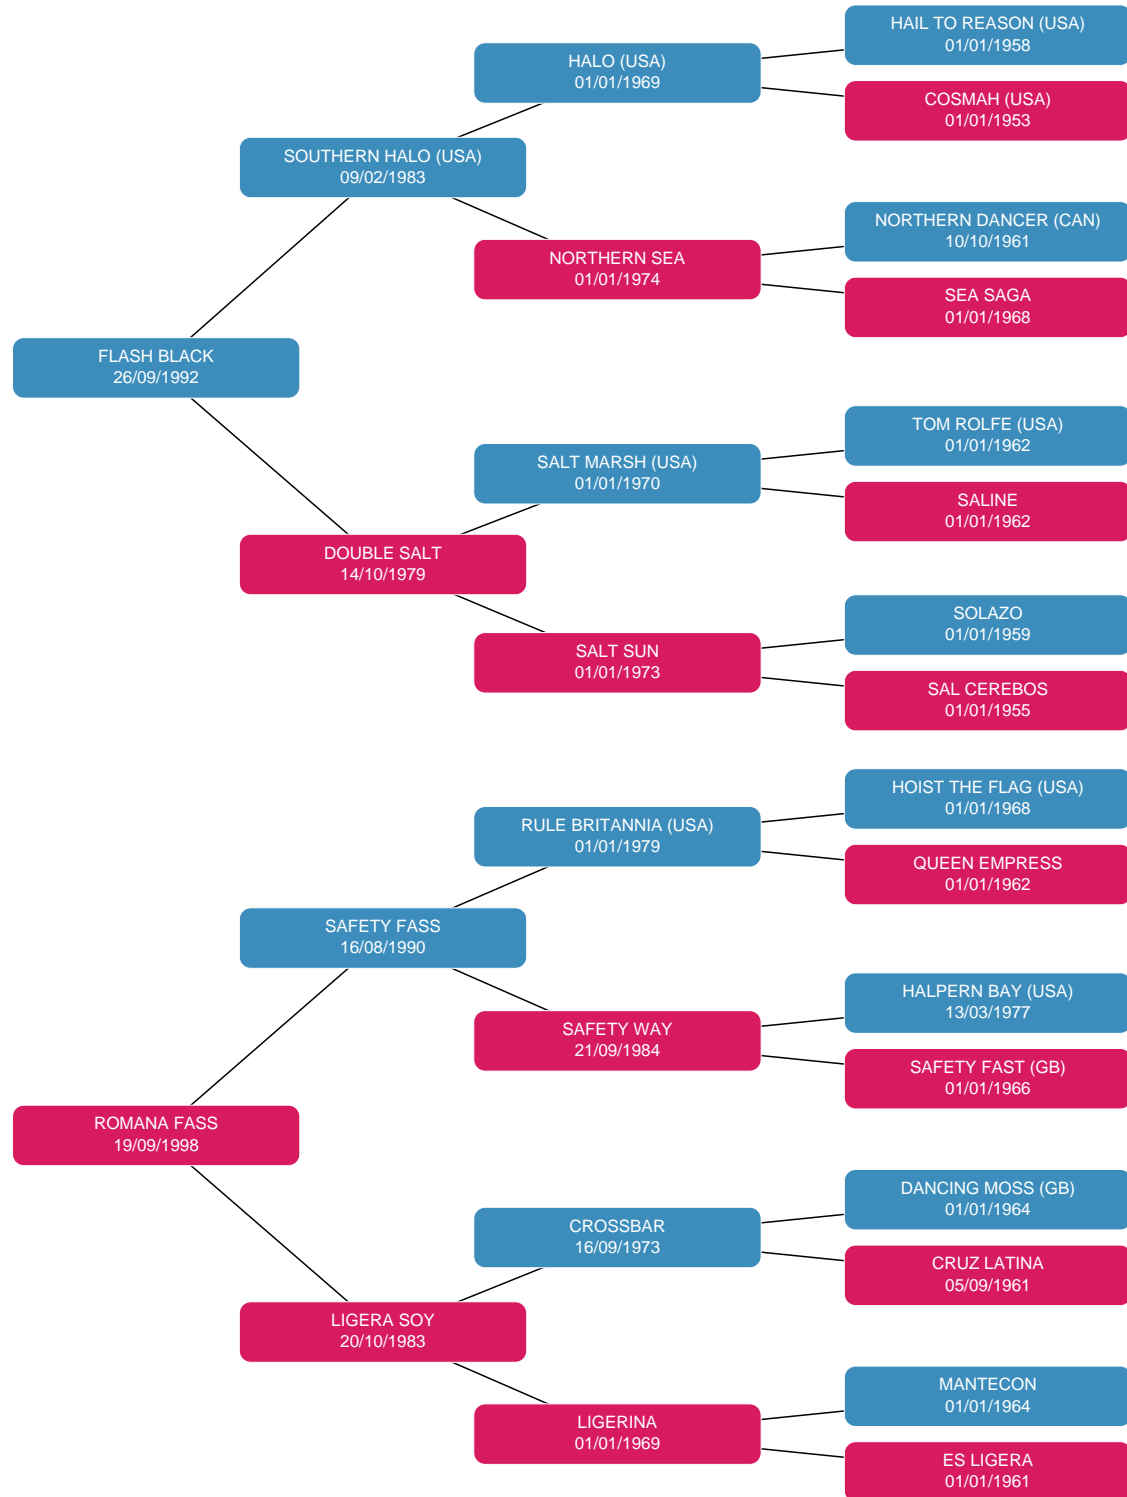 HAIL TO REASON (USA)
01/01/1958
HALO (USA)
01/01/1969
COSMAH (USA)
01/01/1953
SOUTHERN HALO (USA)
09/02/1983
NORTHERN DANCER (CAN)
10/10/1961
NORTHERN SEA
01/01/1974
SEA SAGA
01/01/1968
FLASH BLACK
26/09/1992
TOM ROLFE (USA)
01/01/1962
SALT MARSH (USA)
01/01/1970
SALINE
01/01/1962
DOUBLE SALT
14/10/1979
SOLAZO
01/01/1959
SALT SUN
01/01/1973
SAL CEREBOS
01/01/1955
HOIST THE FLAG (USA)
01/01/1968
RULE BRITANNIA (USA)
01/01/1979
QUEEN EMPRESS
01/01/1962
SAFETY FASS
16/08/1990
HALPERN BAY (USA)
13/03/1977
SAFETY WAY
21/09/1984
SAFETY FAST (GB)
01/01/1966
ROMANA FASS
19/09/1998
DANCING MOSS (GB)
01/01/1964
CROSSBAR
16/09/1973
CRUZ LATINA
05/09/1961
LIGERA SOY
20/10/1983
MANTECON
01/01/1964
LIGERINA
01/01/1969
ES LIGERA
01/01/1961